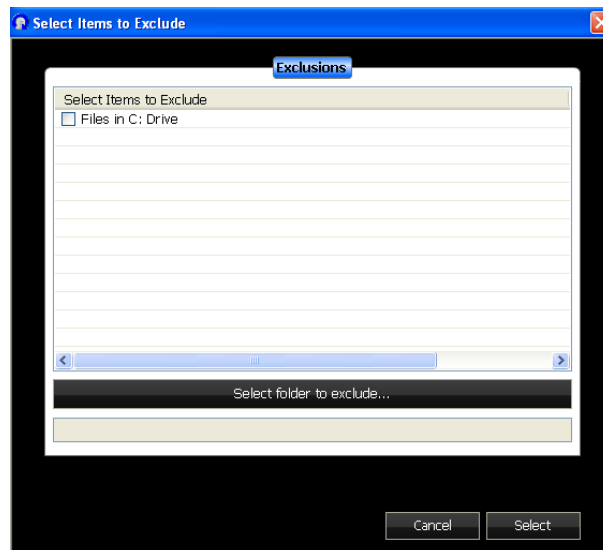 Select Items to Exclude
Exclusions
Select Items to Exclude
Files in C: Drive
Select folder to exclude...
Cancel
Select